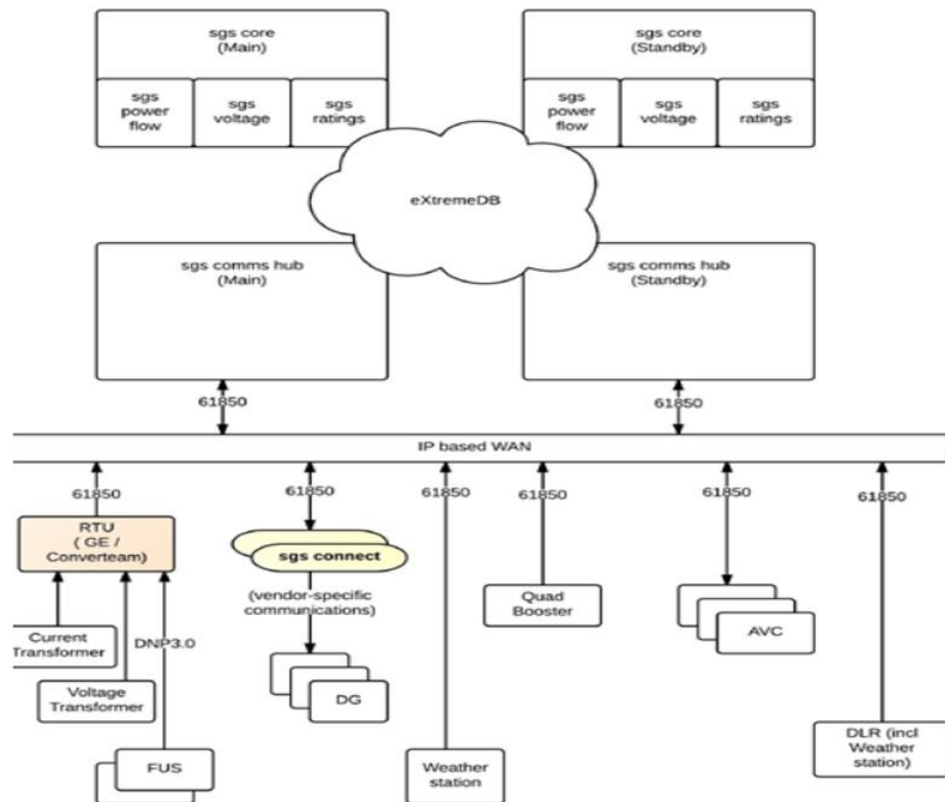 sgs core
(Main)
sgs core
(Standby)
sgs
power
flow
sgs
voltage
sgs
ratings
sgs
power
flow
sgs
voltage
sgs
ratings
eXtremeDB
sgs comms hub
(Main)
sgs comms hub
(Standby)
61850
61850
IP based WAN
61850
61850
61850
61850
61850
61850
RTU
( GE /
Converteam)
sgs connect
(vendor-specific
communications)
Quad
Booster
Current
Transformer
DNP3.0
AVC
Voltage
Transformer
DG
FUS
Weather
station
DLR (incl
Weather
station)